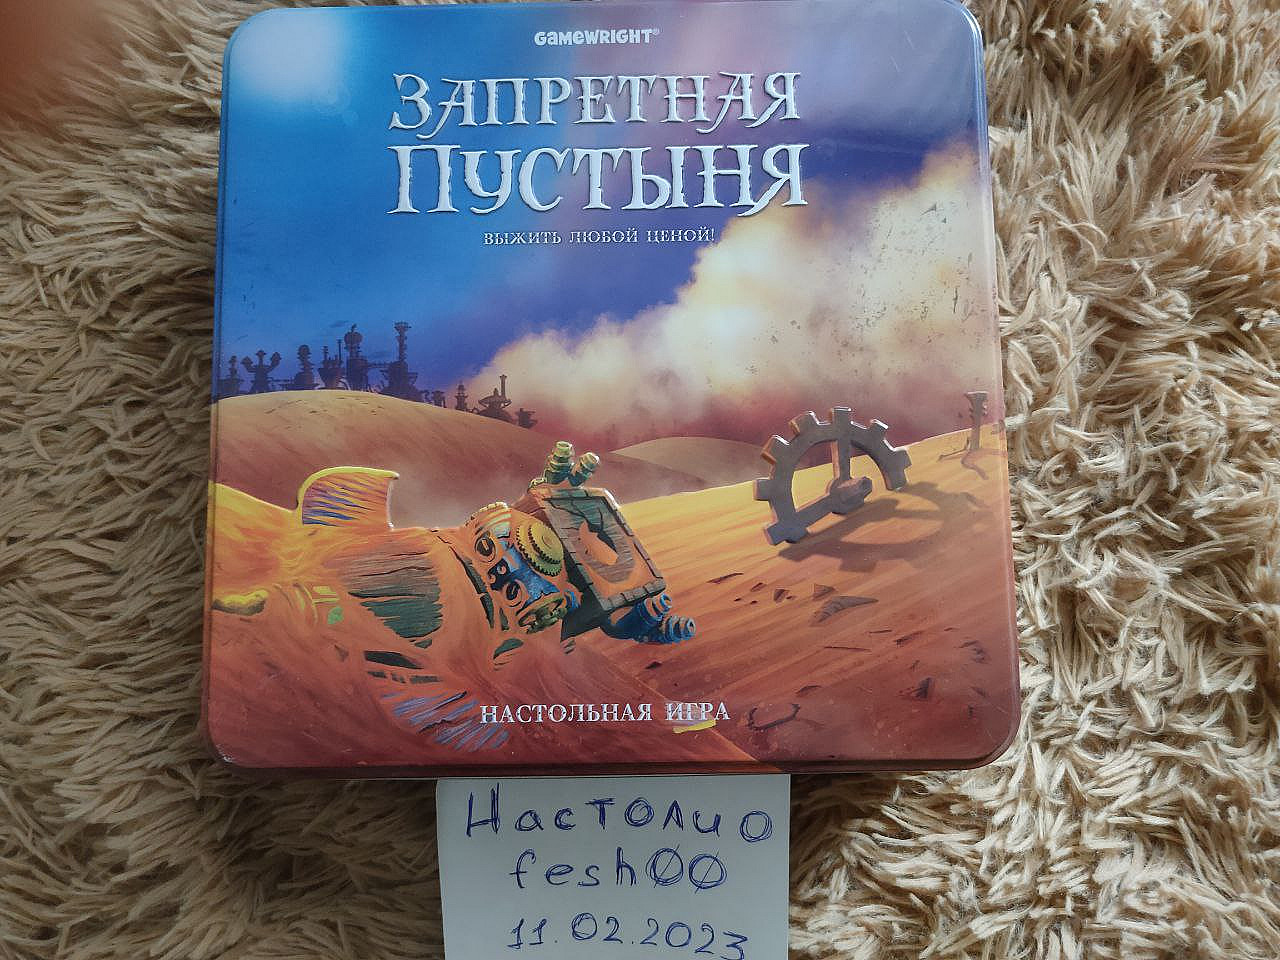 GAMEWRIGHT®
ЗАПРЕТНАЯ
ПУСТЫНЯ
ВЫЖИТЬ ЛЮБОЙ ЦЕНОЙ!
НАСТОЛЬНАЯ ИГРА
Настолио
fesh00
11.02.2023